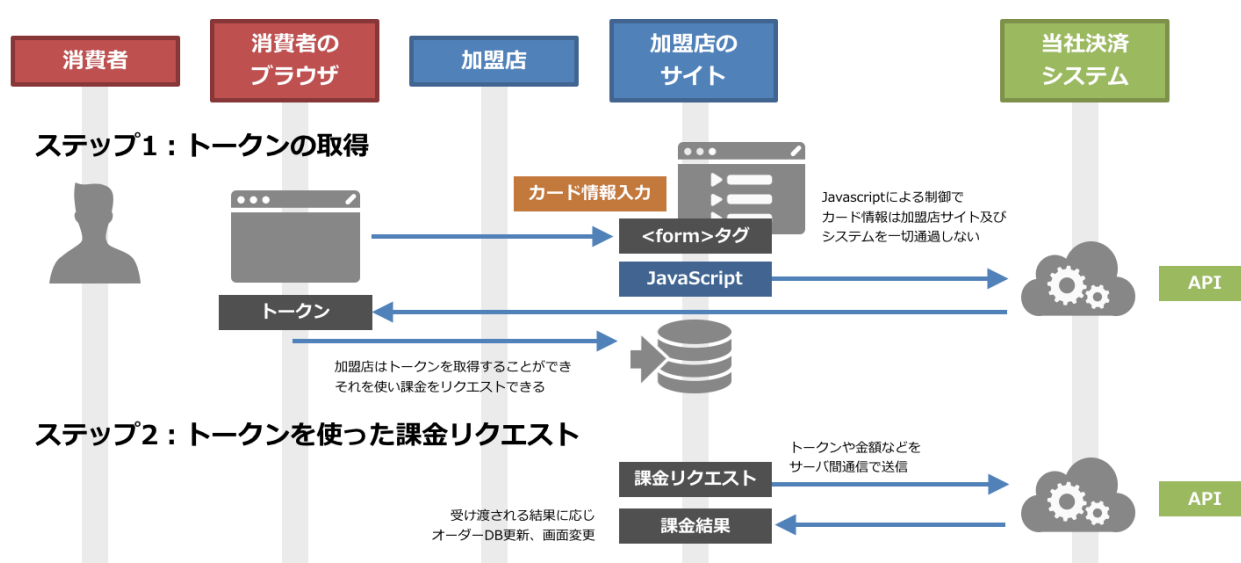 消費者
消費者の
ブラウザ
加盟店
加盟店の
サイト
当社決済
システム
ステップ1：トークンの取得
カード情報入力
<form>タグ
JavaScript
Javascriptによる制御で
カード情報は加盟店サイト及び
システムを一切通過しない
API
トークン
加盟店はトークンを取得することができ
それを使い課金をリクエストできる
ステップ2：トークンを使った課金リクエスト
トークンや金額などを
サーバ間通信で送信
課金リクエスト
API
受け渡される結果に応じ
オーダーDB更新、画面変更
課金結果